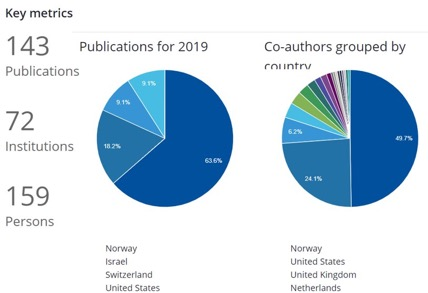 Key metrics
143
Publications
72
Institutions
159
Persons
Publications for 2019
9.1%
9.1%
18.2%
63.6%
Norway
Israel
Switzerland
United States
Co-authors grouped by
country
6.2%
49.7%
24.1%
Norway
United States
United Kingdom
Netherlands